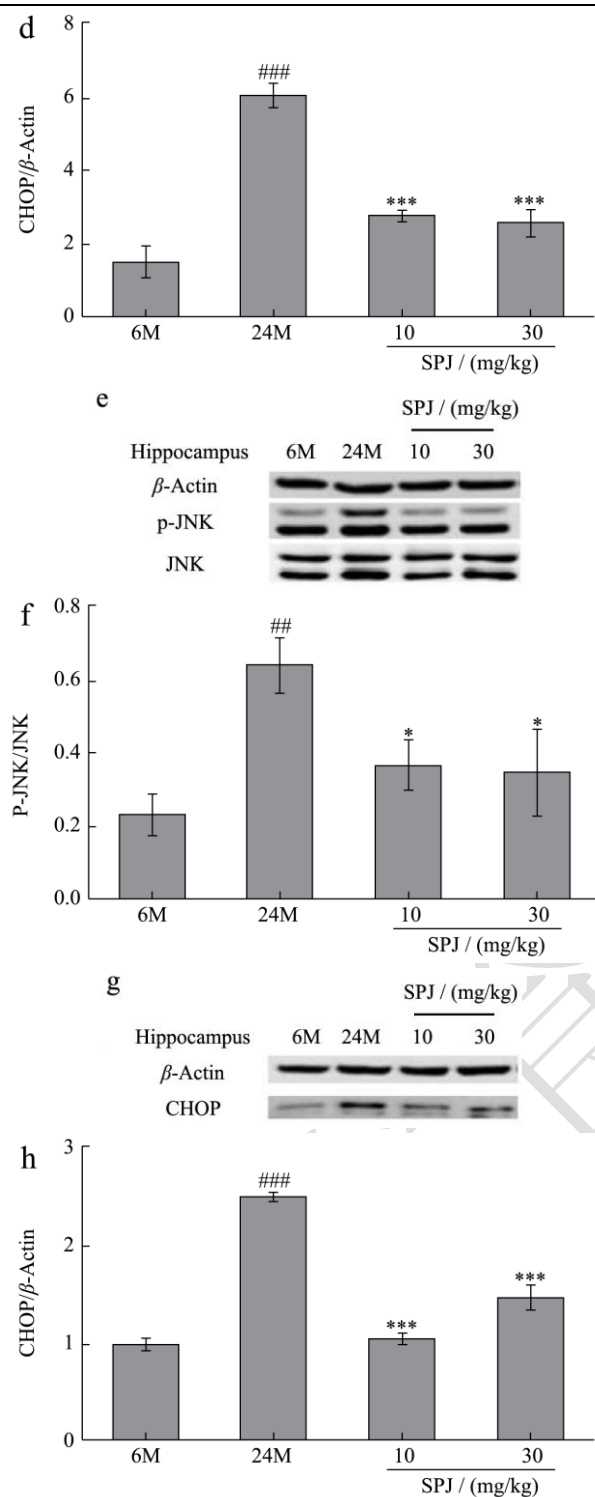 d
8
###
6
CHOP/β-Actin
4
***
***
2
0
6M 24M 10 30
SPJ / (mg/kg)
e
SPJ / (mg/kg)
Hippocampus 6M 24M 10 30
β-Actin
p-JNK
JNK
f
0.8
##
0.6
P-JNK/JNK
*
*
0.4
0.2
0.0
6M 24M 10 30
SPJ / (mg/kg)
g
SPJ / (mg/kg)
Hippocampus 6M 24M 10 30
β-Actin
CHOP
h
3
###
2
CHOP/β-Actin
***
***
1
0
6M 24M 10 30
SPJ / (mg/kg)